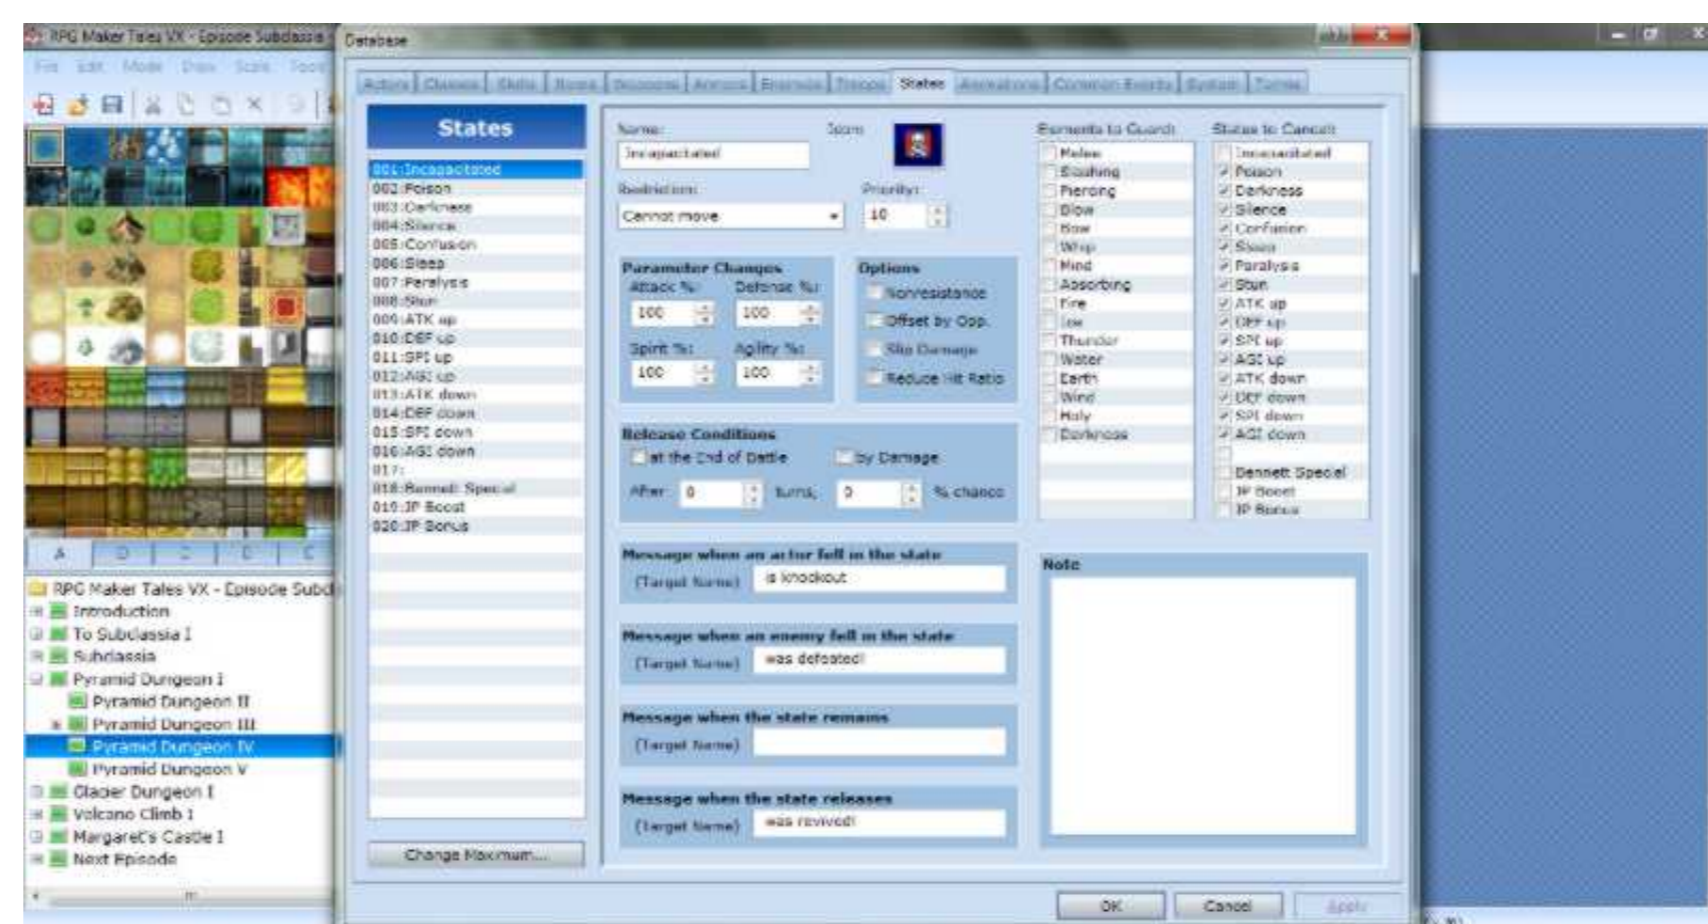 RPG Maker Tales VX - Episode Subclassia -
File Edit Mode Draw Scale Tools
Database
Actors Classes Skills Items Weapons Armors Enemies Troops States Animations Common Events System Terms
States
001:Incapacitated
002:Poison
003:Darkness
004:Silence
005:Confusion
006:Sleep
007:Paralysis
008:Stun
009:ATK up
010:DEF up
011:SPI up
012:AGI up
013:ATK down
014:DEF down
015:SPI down
016:AGI down
017:
018:Bennett Special
019:JP Boost
020:JP Bonus
Change Maximum...
Name:
Incapacitated
Icon:
Restriction:
Cannot move
Priority:
10
Parameter Changes
Attack %: Defense %:
100 100
Spirit %: Agility %:
100 100
Options
Nonresistance
Offset by Opp.
Slip Damage
Reduce Hit Ratio
Release Conditions
at the End of Battle by Damage
After 0 turns, 0 % chance
Message when an actor fell in the state
(Target Name) is knockout
Message when an enemy fell in the state
(Target Name) was defeated!
Message when the state remains
(Target Name)
Message when the state releases
(Target Name) was revived!
Elements to Guard:
Melee
Slashing
Piercing
Blow
Bow
Whip
Mind
Absorbing
Fire
Ice
Thunder
Water
Earth
Wind
Holy
Darkness
States to Cancel:
Incapacitated
Poison
Darkness
Silence
Confusion
Sleep
Paralysis
Stun
ATK up
DEF up
SPI up
AGI up
ATK down
DEF down
SPI down
AGI down
Bennett Special
JP Boost
JP Bonus
Note
A B C D E
RPG Maker Tales VX - Episode Subcl
Introduction
To Subclassia I
Subclassia
Pyramid Dungeon I
Pyramid Dungeon II
Pyramid Dungeon III
Pyramid Dungeon IV
Pyramid Dungeon V
Glacier Dungeon I
Volcano Climb 1
Margaret's Castle I
Next Episode
OK Cancel Apply